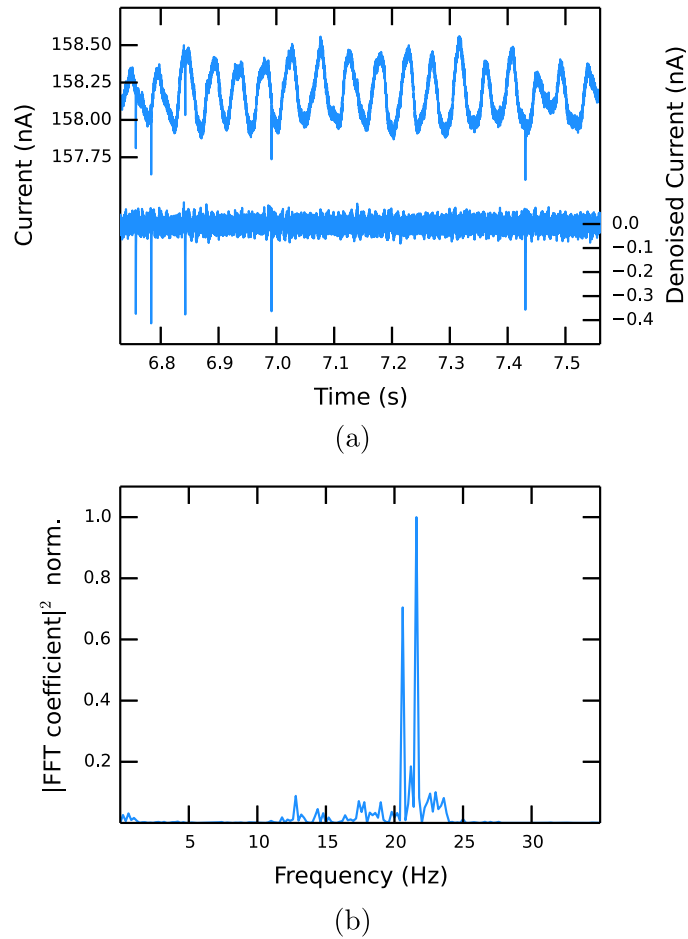 158.50
158.25
158.00
157.75
Current (nA)
0.0
−0.1
−0.2
−0.3
−0.4
Denoised Current (nA)
6.8 6.9 7.0 7.1 7.2 7.3 7.4 7.5
Time (s)
(a)
1.0
0.8
0.6
0.4
0.2
|FFT coefficient|² norm.
5 10 15 20 25 30
Frequency (Hz)
(b)